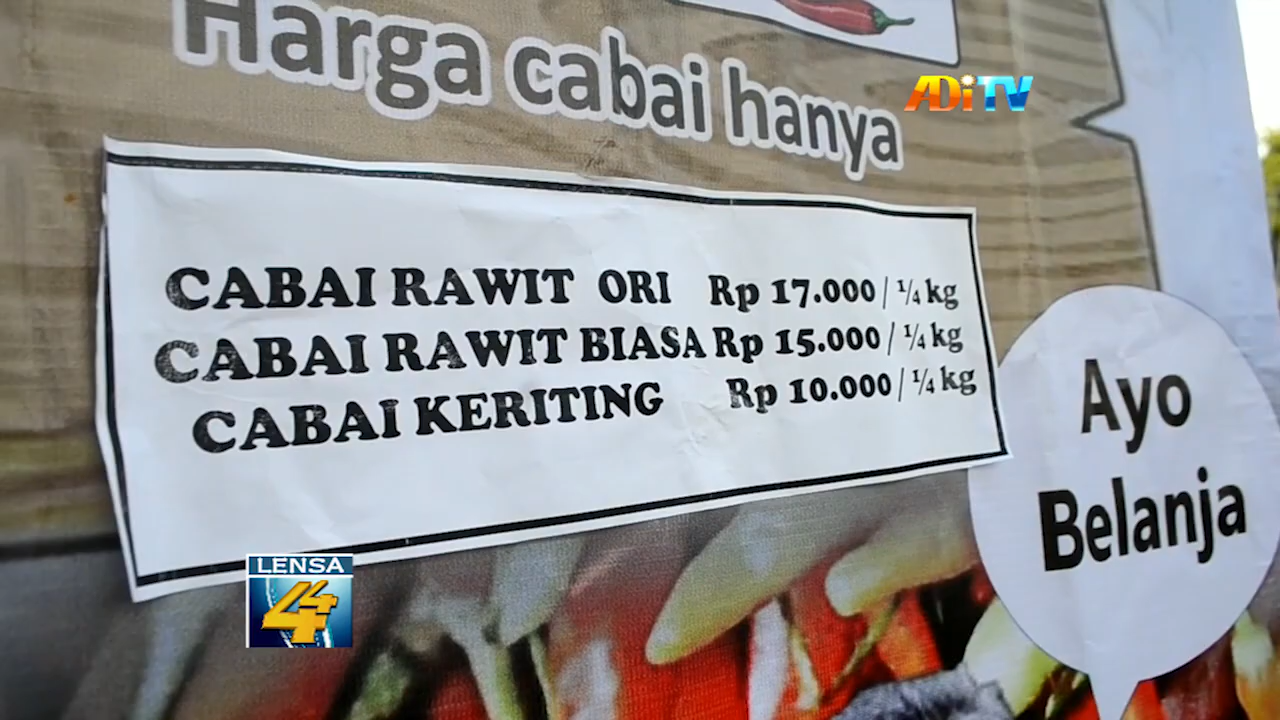 Harga cabai hanya
ADiTV
CABAI RAWIT ORI Rp 17.000 / ¼ kg
CABAI RAWIT BIASA Rp 15.000 / ¼ kg
CABAI KERITING Rp 10.000 / ¼ kg
Ayo
Belanja
LENSA
44